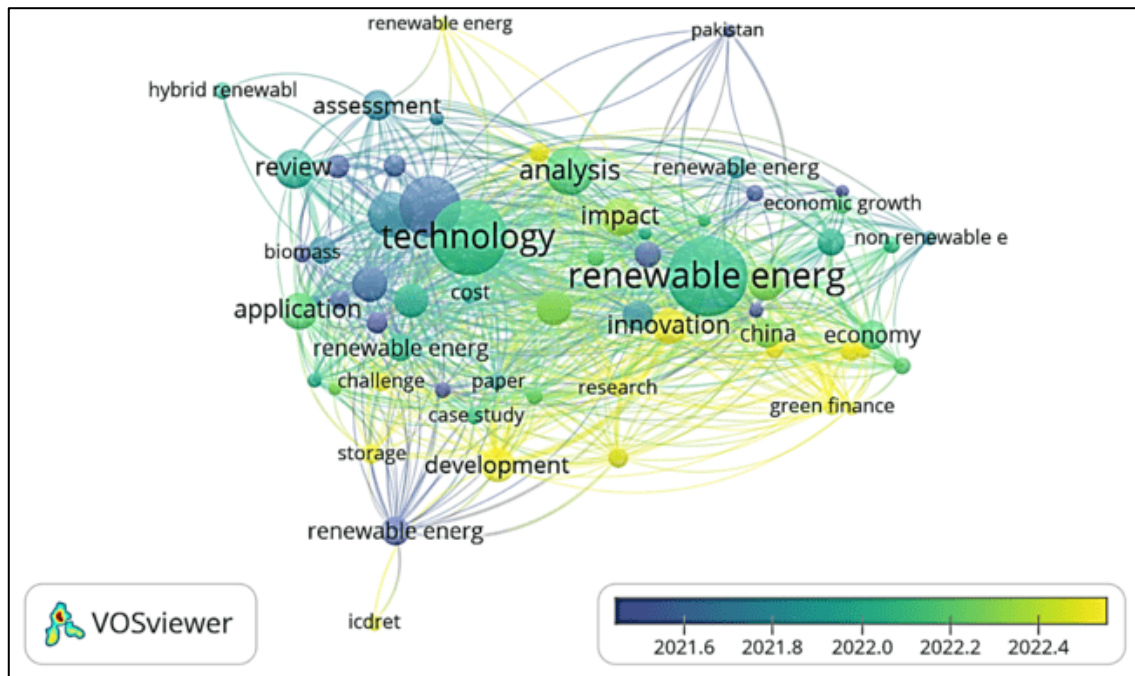 renewable energ
pakistan
hybrid renewabl
assessment
review
analysis
renewable energ
economic growth
impact
technology
non renewable e
biomass
renewable energ
cost
application
innovation
china
economy
renewable energ
challenge
paper
research
case study
green finance
storage
development
renewable energ
icdret
VOSviewer
2021.6 2021.8 2022.0 2022.2 2022.4